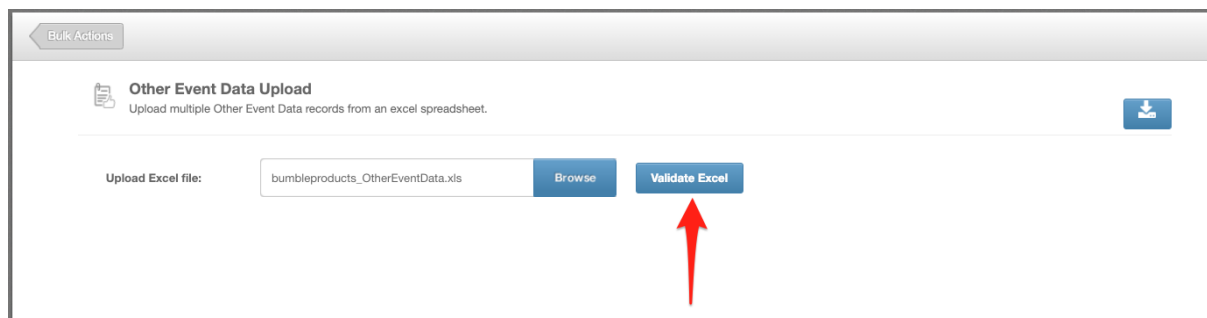 Bulk Actions
Other Event Data Upload
Upload multiple Other Event Data records from an excel spreadsheet.
Upload Excel file:
bumbleproducts_OtherEventData.xls
Browse
Validate Excel